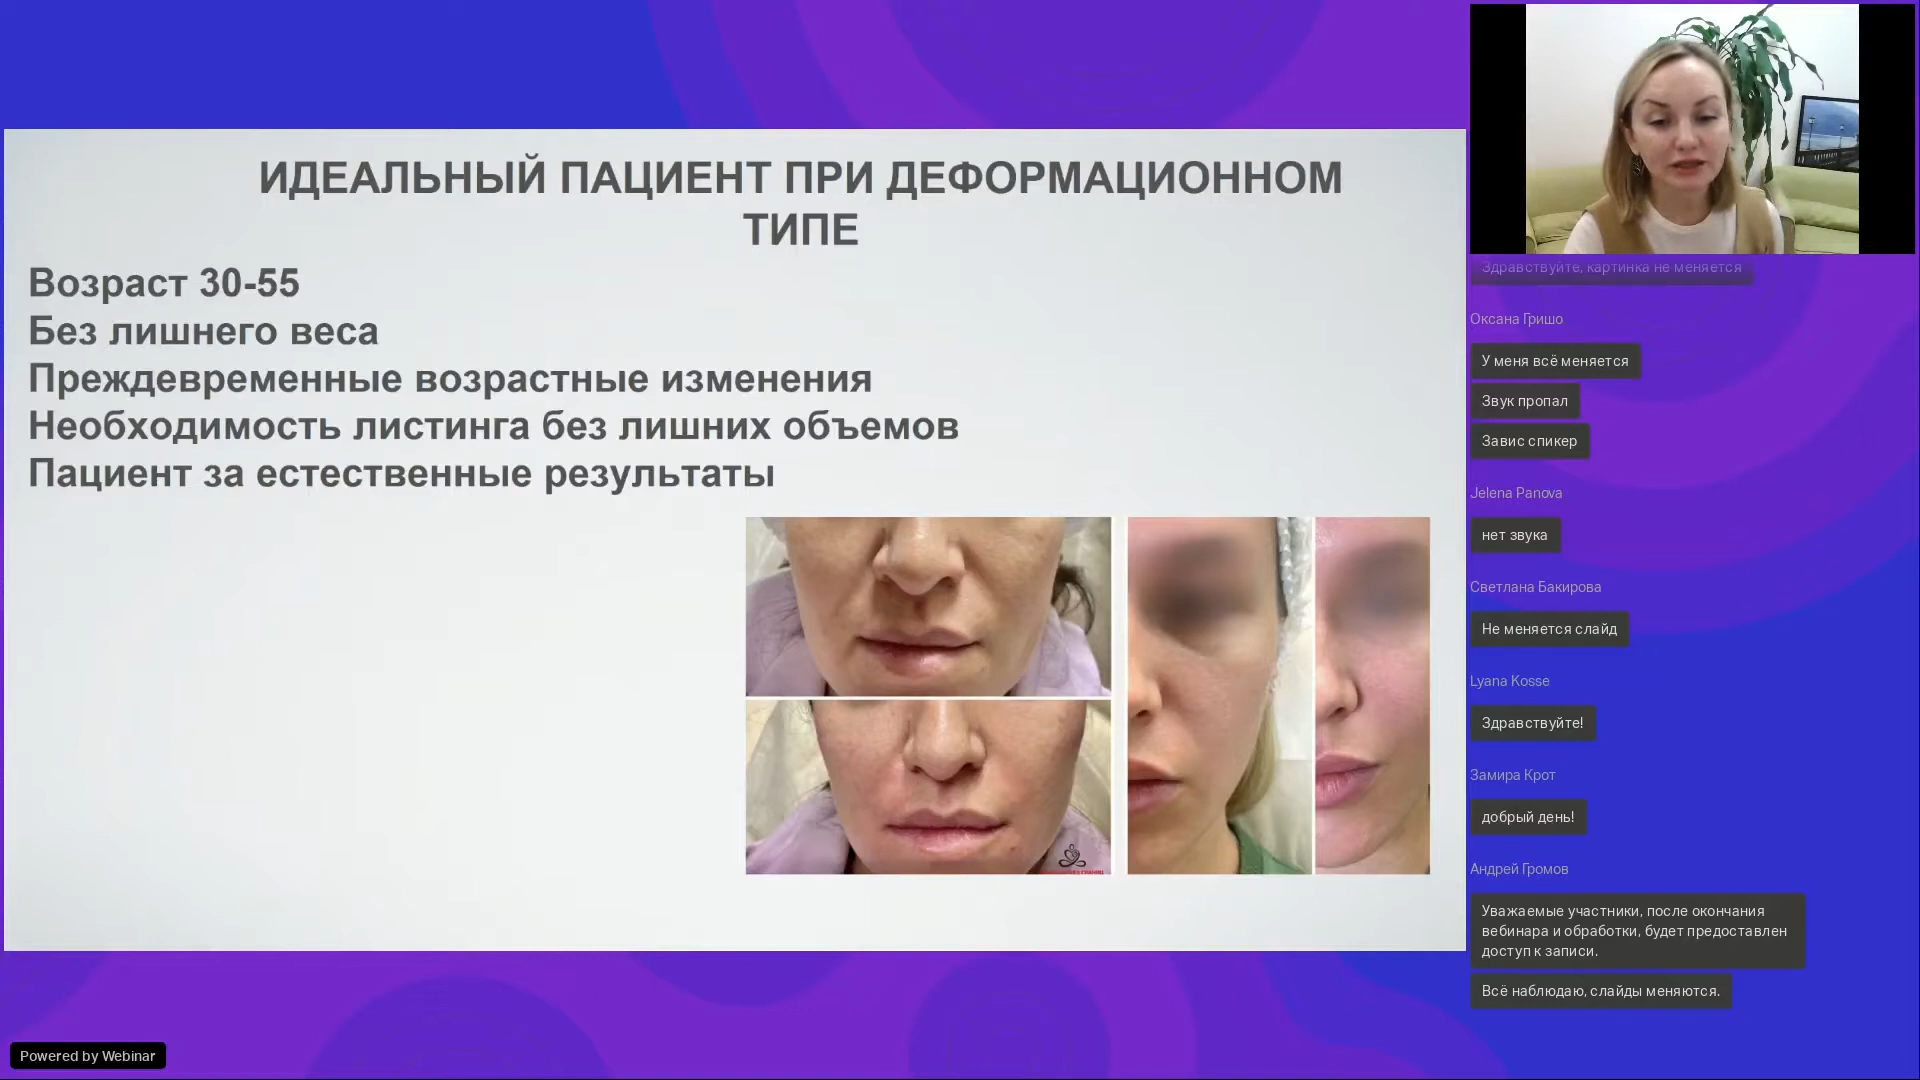 ИДЕАЛЬНЫЙ ПАЦИЕНТ ПРИ ДЕФОРМАЦИОННОМ
ТИПЕ
Возраст 30-55
Без лишнего веса
Преждевременные возрастные изменения
Необходимость листинга без лишних объемов
Пациент за естественные результаты
Здравствуйте, картинка не меняется
Оксана Гришо
У меня всё меняется
Звук пропал
Завис спикер
Jelena Panova
нет звука
Светлана Бакирова
Не меняется слайд
Lyana Kosse
Здравствуйте!
Замира Крот
добрый день!
Андрей Громов
Уважаемые участники, после окончания
вебинара и обработки, будет предоставлен
доступ к записи.
Всё наблюдаю, слайды меняются.
Powered by Webinar